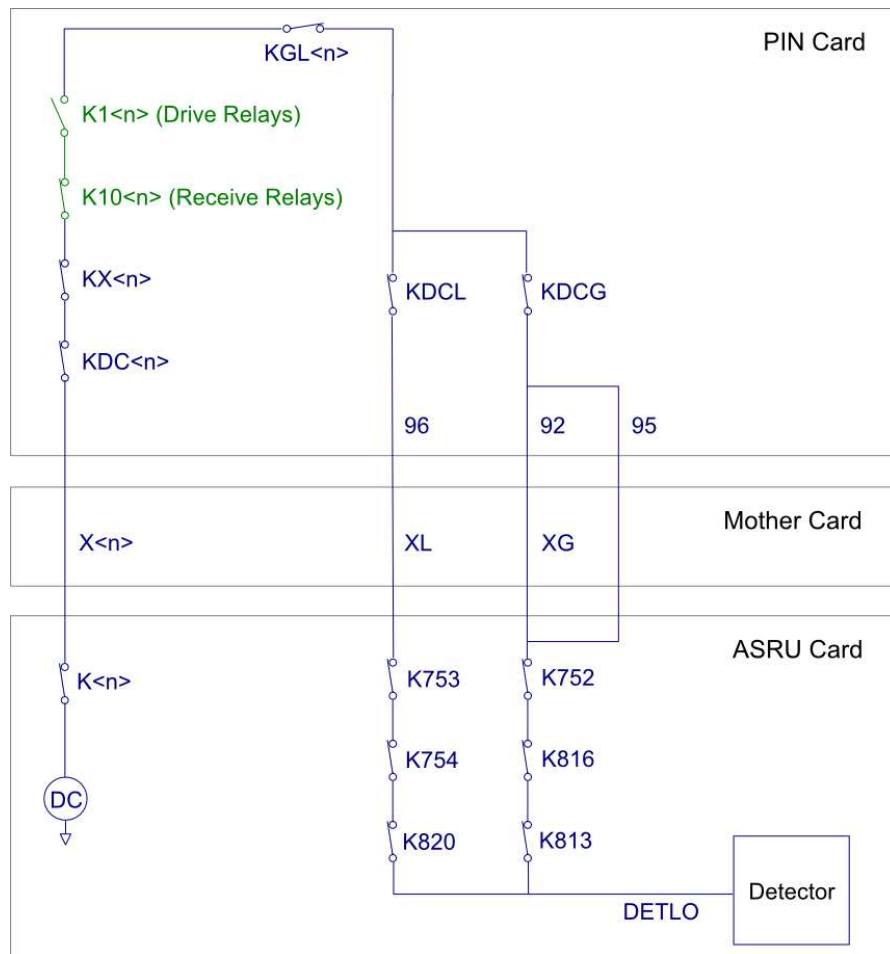 PIN Card
KGL<n>
K1<n> (Drive Relays)
K10<n> (Receive Relays)
KX<n>
KDCL
KDCG
KDC<n>
96
92
95
Mother Card
X<n>
XL
XG
ASRU Card
K<n>
K753
K752
K754
K816
DC
K820
K813
Detector
DETLO